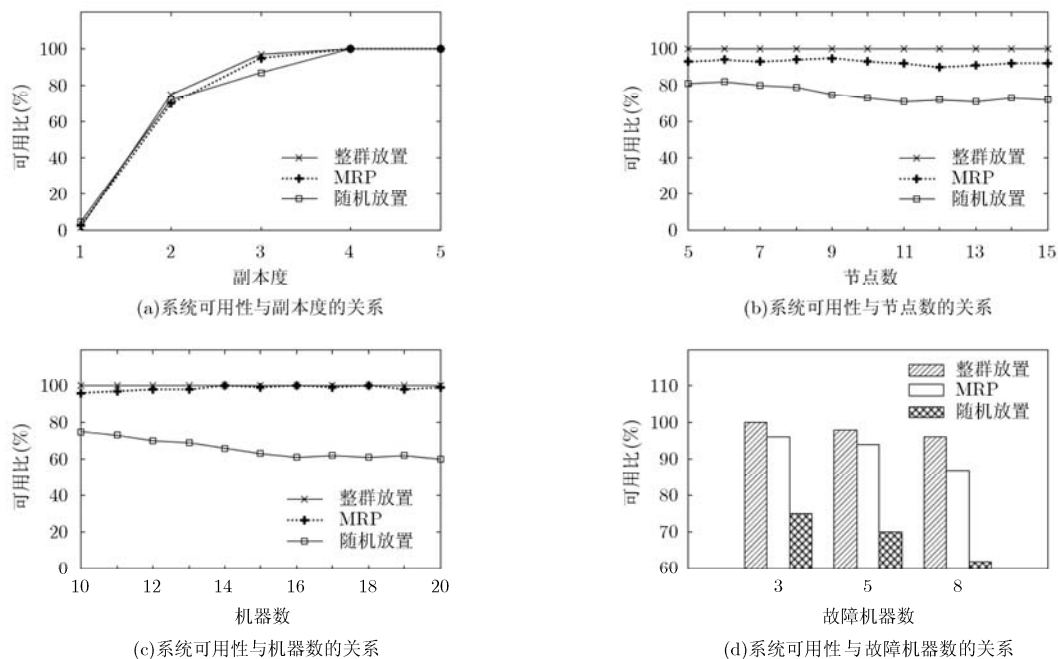 可用比(%)
100
80
60
40
20
0
整群放置
MRP
随机放置
1 2 3 4 5
副本度
(a)系统可用性与副本度的关系
可用比(%)
100
80
60
40
20
0
整群放置
MRP
随机放置
5 7 9 11 13 15
节点数
(b)系统可用性与节点数的关系
可用比(%)
100
80
60
40
20
0
整群放置
MRP
随机放置
10 12 14 16 18 20
机器数
(c)系统可用性与机器数的关系
可用比(%)
110
100
90
80
70
60
整群放置
MRP
随机放置
3 5 8
故障机器数
(d)系统可用性与故障机器数的关系